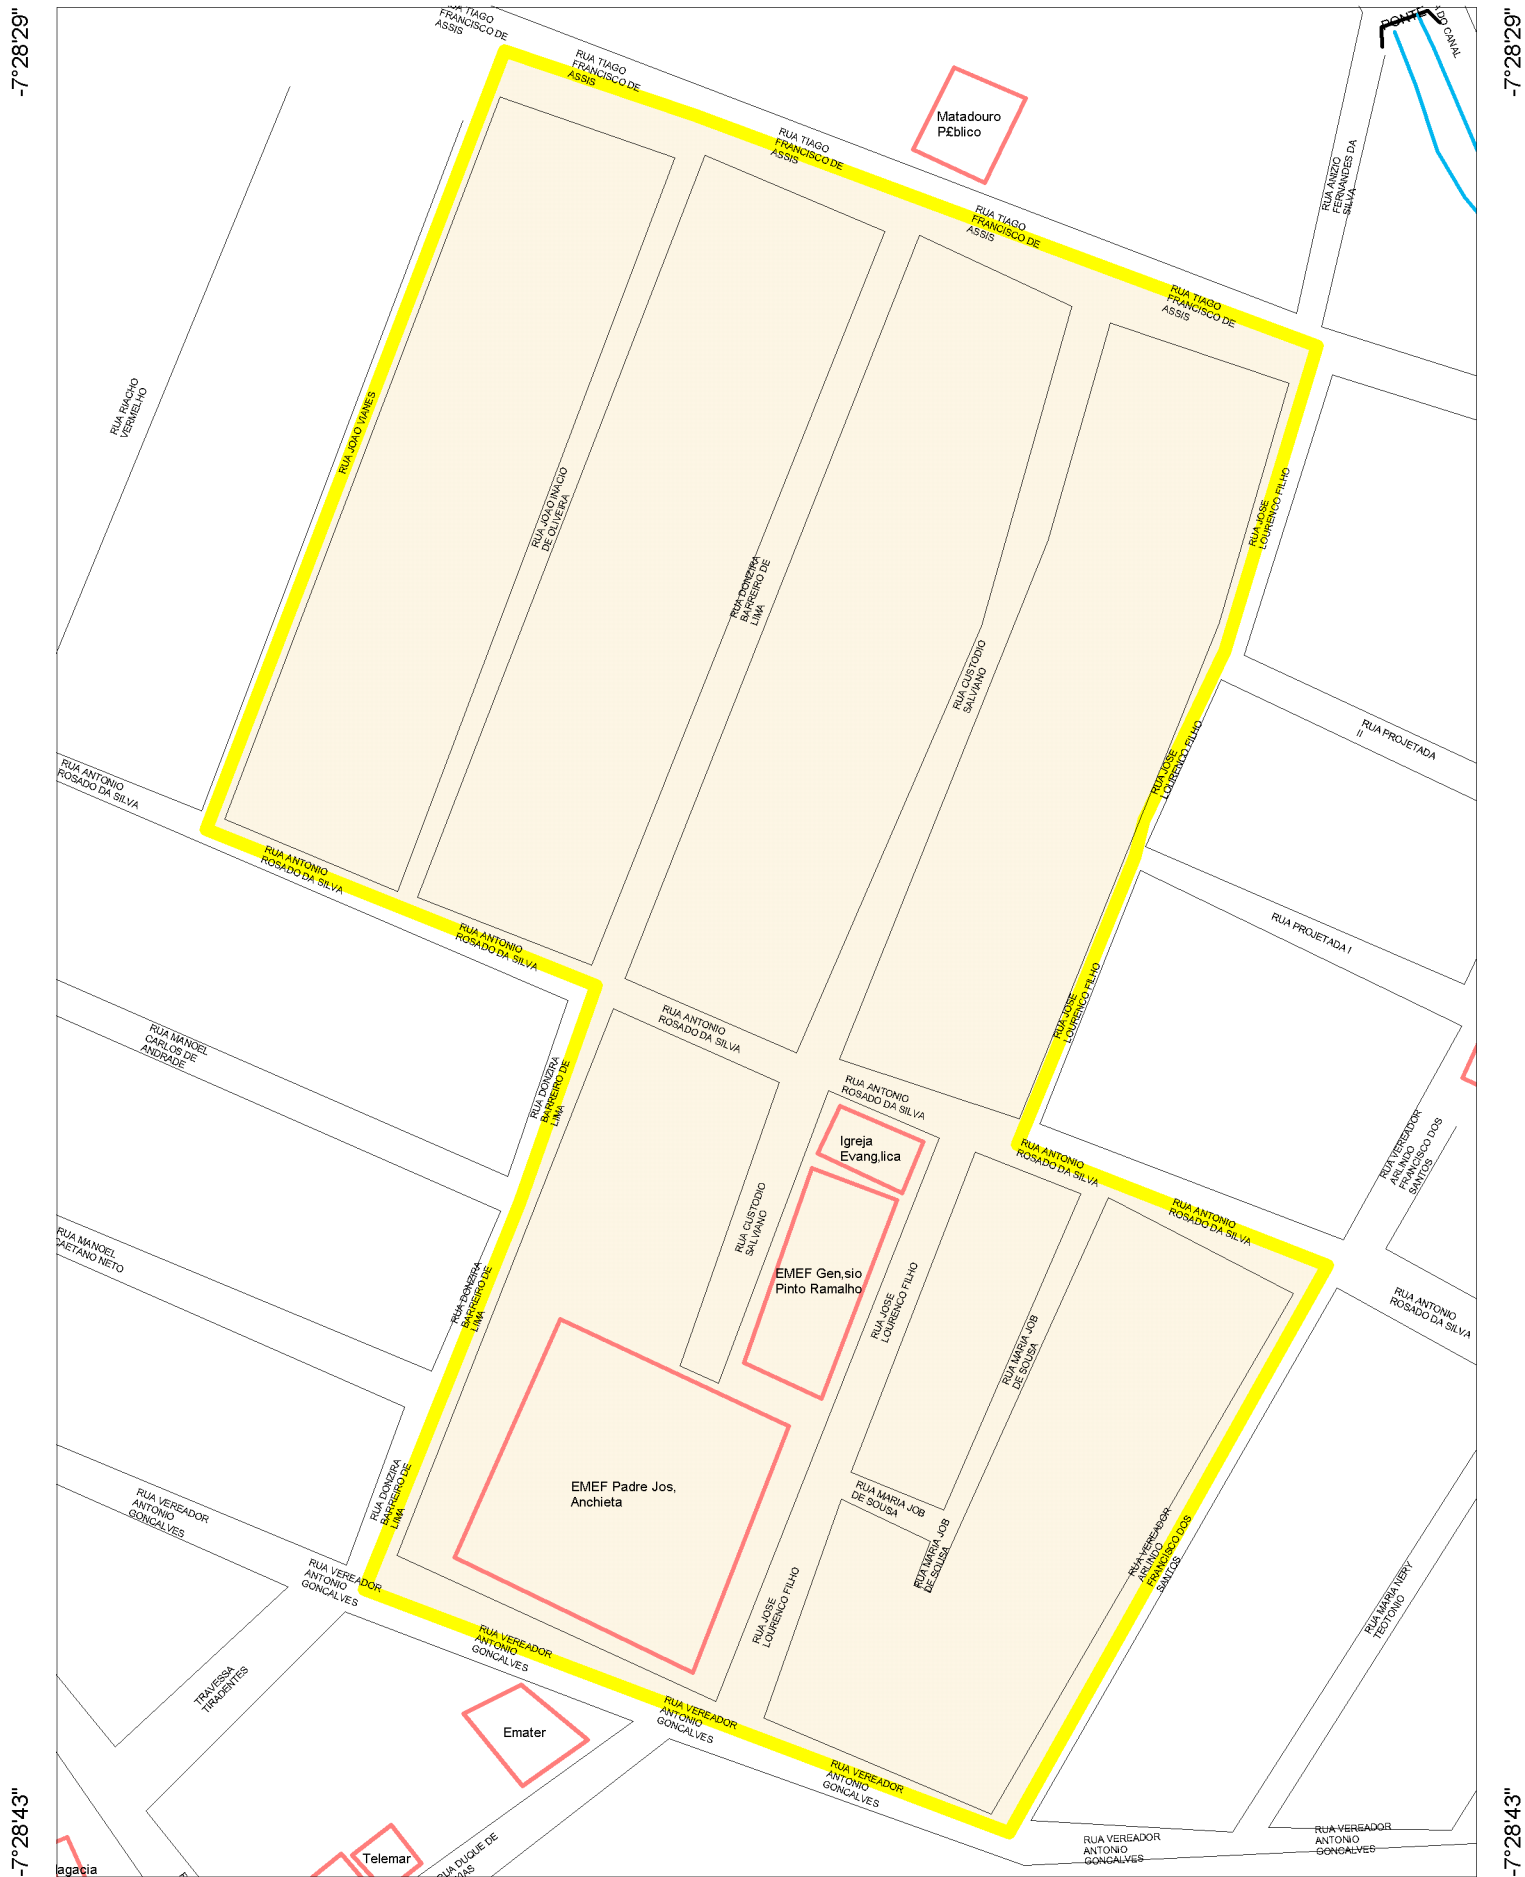 -7°28'29"
-7°28'29"
FRANCISCO DE
ASSIS
RUA TIAGO
FRANCISCO DE
ASSIS
PONTE
DO CANAL
Matadouro
P£blico
RUA TIAGO
FRANCISCO DE
ASSIS
RUA ANIZIO
FERNANDES DA
SILVA
RUA TIAGO
FRANCISCO DE
ASSIS
RUA TIAGO
FRANCISCO DE
ASSIS
RUA RIACHO
VERMELHO
RUA JOAO VIANES
RUA JOAO INACIO
DE OLIVEIRA
RUA JOSE
LOURENCO FILHO
RUA DONZIRA
BARREIRO DE
LIMA
RUA CUSTODIO
SALVIANO
RUA PROJETADA
II
RUA JOSE
LOURENCO FILHO
RUA ANTONIO
ROSADO DA SILVA
RUA ANTONIO
ROSADO DA SILVA
RUA ANTONIO
ROSADO DA SILVA
RUA PROJETADA I
RUA JOSE
LOURENCO FILHO
RUA ANTONIO
ROSADO DA SILVA
RUA MANOEL
CARLOS DE
ANDRADE
RUA DONZIRA
BARREIRO DE
LIMA
RUA ANTONIO
ROSADO DA SILVA
Igreja
Evang‚lica
RUA ANTONIO
ROSADO DA SILVA
RUA VEREADOR
ARLINDO
FRANCISCO DOS
SANTOS
RUA ANTONIO
ROSADO DA SILVA
RUA CUSTODIO
SALVIANO
RUA MANOEL
CAETANO NETO
EMEF Gen‚sio
Pinto Ramalho
RUA DONZIRA
BARREIRO DE
LIMA
RUA JOSE
LOURENCO FILHO
RUA ANTONIO
ROSADO DA SILVA
RUA MARIA JOB
DE SOUSA
EMEF Padre Jos‚
Anchieta
RUA DONZIRA
BARREIRO DE
LIMA
RUA VEREADOR
ANTONIO
GONCALVES
RUA MARIA JOB
DE SOUSA
RUA MARIA JOB
DE SOUSA
RUA VEREADOR
ARLINDO
FRANCISCO DOS
SANTOS
RUA VEREADOR
ANTONIO
GONCALVES
RUA JOSE
LOURENCO FILHO
RUA MARIA NERY
TEOTONIO
RUA VEREADOR
ANTONIO
GONCALVES
TRAVESSA
TIRADENTES
RUA VEREADOR
ANTONIO
GONCALVES
Emater
RUA VEREADOR
ANTONIO
GONCALVES
RUA VEREADOR
ANTONIO
GONCALVES
RUA VEREADOR
ANTONIO
GONCALVES
Telemar
RUA DUQUE DE
agacia
-7°28'43"
-7°28'43"